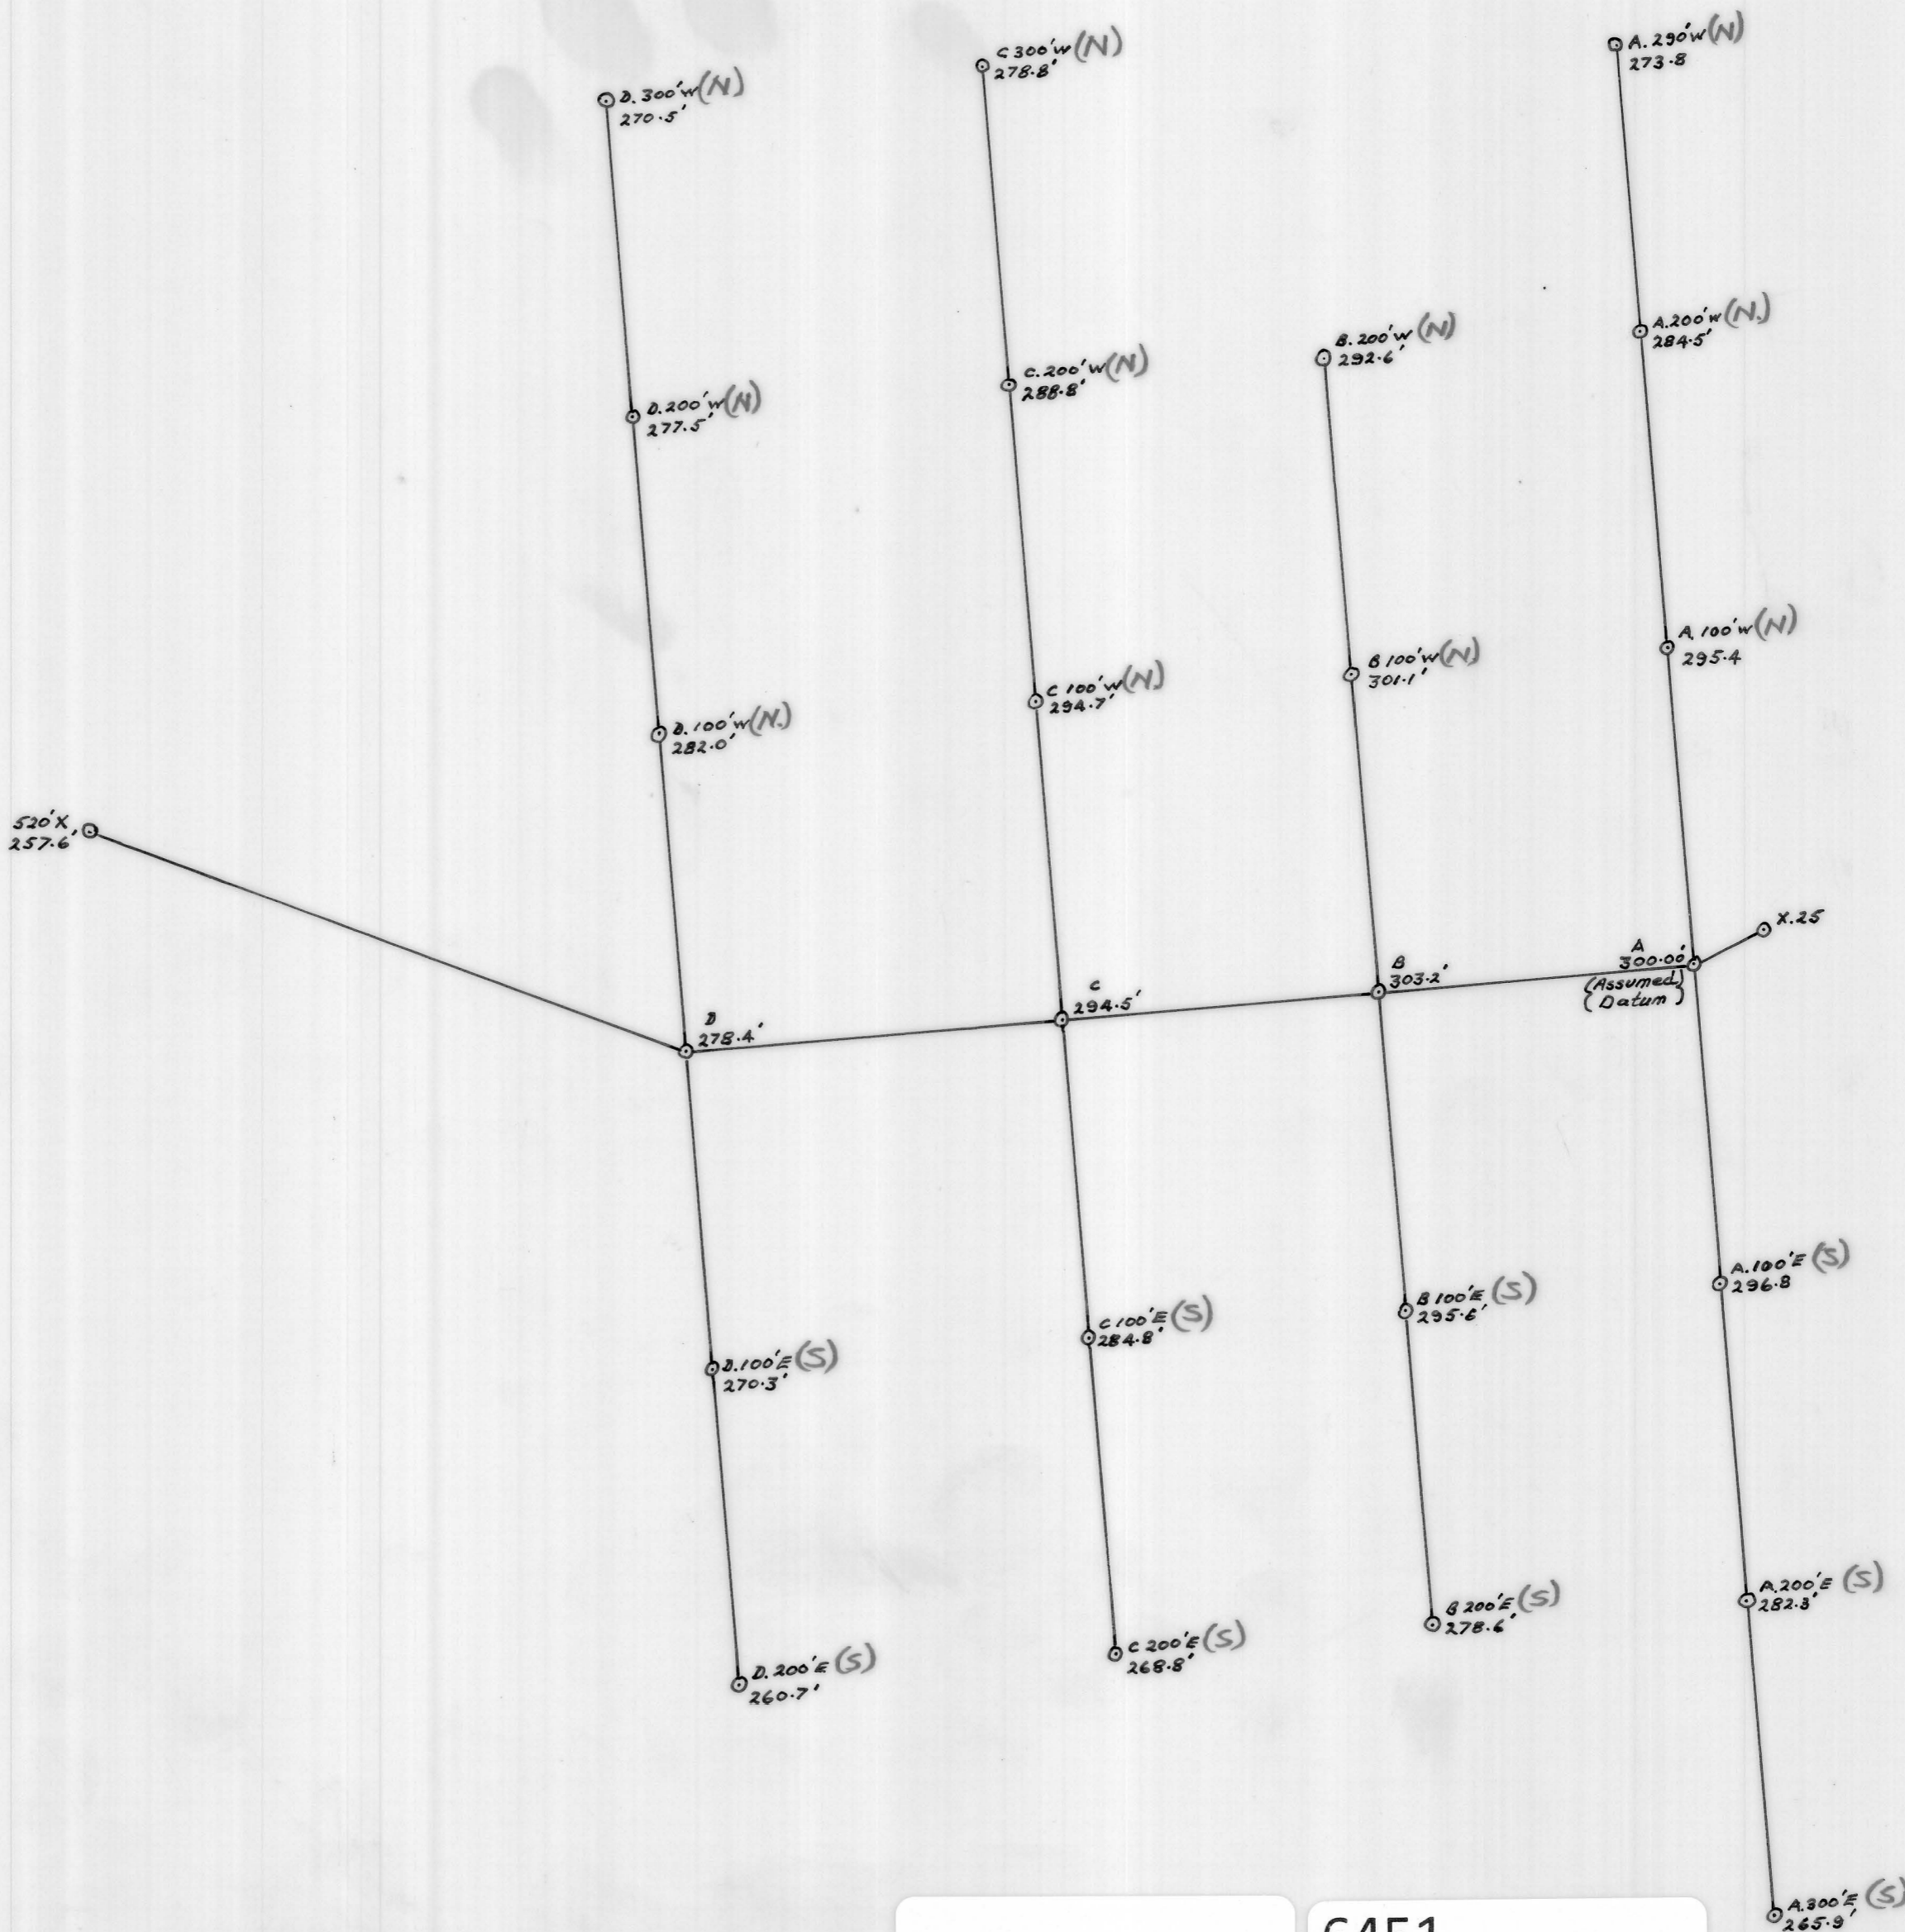 A. 290'W (N)
273.8
C 300'W (N)
278.8'
D. 300'W (N)
270.5'
A. 200'W (N.)
284.5'
B. 200'W (N)
292.6'
C. 200'W (N)
288.8'
D. 200'W (N)
277.5'
A. 100'W (N)
295.4
B 100'W (N)
301.1'
C 100'W (N.)
294.7'
D. 100'W (N.)
282.0'
520'X
257.6'
X.25
A
300.00'
(Assumed)
(Datum)
B
303.2'
C
294.5'
D
278.4'
A. 100'E (S)
296.8
B 100'E (S)
295.6'
C 100'E (S)
284.8'
D. 100'E (S)
270.3'
A. 200'E (S)
282.3'
B 200'E (S)
278.6'
C 200'E (S)
268.8'
D. 200'E (S)
260.7'
A. 300'E (S)
265.9'